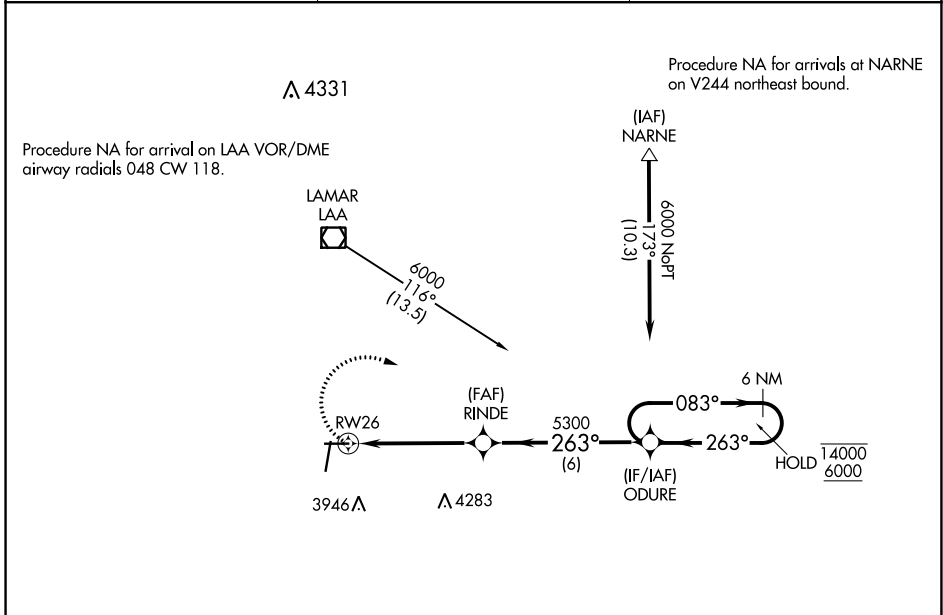 Procedure NA for arrivals at NARNE
on V244 northeast bound.
4331
(IAF)
NARNE
Procedure NA for arrival on LAA VOR/DME
airway radials 048 CW 118.
LAMAR
LAA
6000 NoPT
173°
(10.3)
6000
116°
(13.5)
6 NM
083°
(FAF)
RINDE
RW26
5300
263°
(6)
263°
HOLD
14000
6000
(IF/IAF)
ODURE
3946
4283